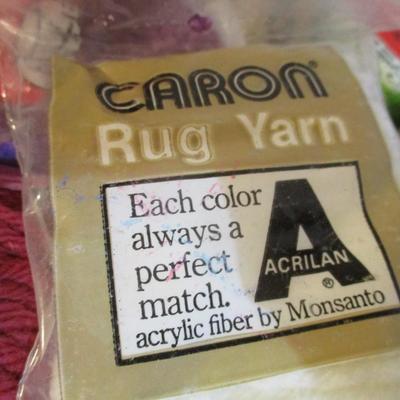 CARON®
Rug Yarn
Each color
always a
perfect
match.
A
ACRILAN
®
acrylic fiber by Monsanto